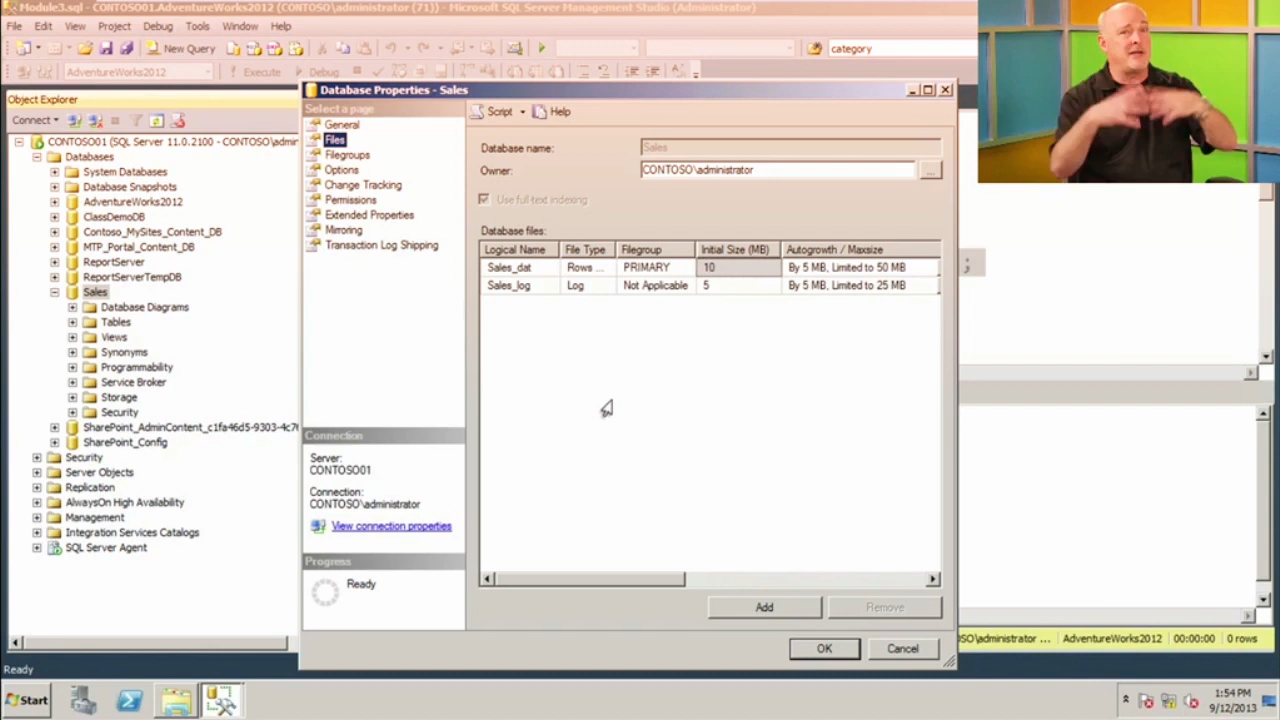 Module3.sql - CONTOSO01.AdventureWorks2012 (CONTOSO\administrator (71)) - Microsoft SQL Server Management Studio (Administrator)
File Edit View Project Debug Tools Window Help
New Query category
AdventureWorks2012 Execute Debug
Object Explorer
Connect
CONTOSO01 (SQL Server 11.0.2100 - CONTOSO\admin
Databases
System Databases
Database Snapshots
AdventureWorks2012
ClassDemoDB
Contoso_MySites_Content_DB
MTP_Portal_Content_DB
ReportServer
ReportServerTempDB
Sales
Database Diagrams
Tables
Views
Synonyms
Programmability
Service Broker
Storage
Security
SharePoint_AdminContent_c1fa46d5-9303-4c7
SharePoint_Config
Security
Server Objects
Replication
AlwaysOn High Availability
Management
Integration Services Catalogs
SQL Server Agent
Database Properties - Sales
Select a page
General
Files
Filegroups
Options
Change Tracking
Permissions
Extended Properties
Mirroring
Transaction Log Shipping
Connection
Server:
CONTOSO01
Connection:
CONTOSO\administrator
View connection properties
Progress
Ready
Script Help
Database name: Sales
Owner: CONTOSO\administrator ...
Use full text indexing
Database files:
Logical Name File Type Filegroup Initial Size (MB) Autogrowth / Maxsize
Sales_dat Rows ... PRIMARY 10 By 5 MB, Limited to 50 MB
Sales_log Log Not Applicable 5 By 5 MB, Limited to 25 MB
Add Remove
OK Cancel
;
SO\administrator ... AdventureWorks2012 00:00:00 0 rows
Ready
Start
1:54 PM
9/12/2013